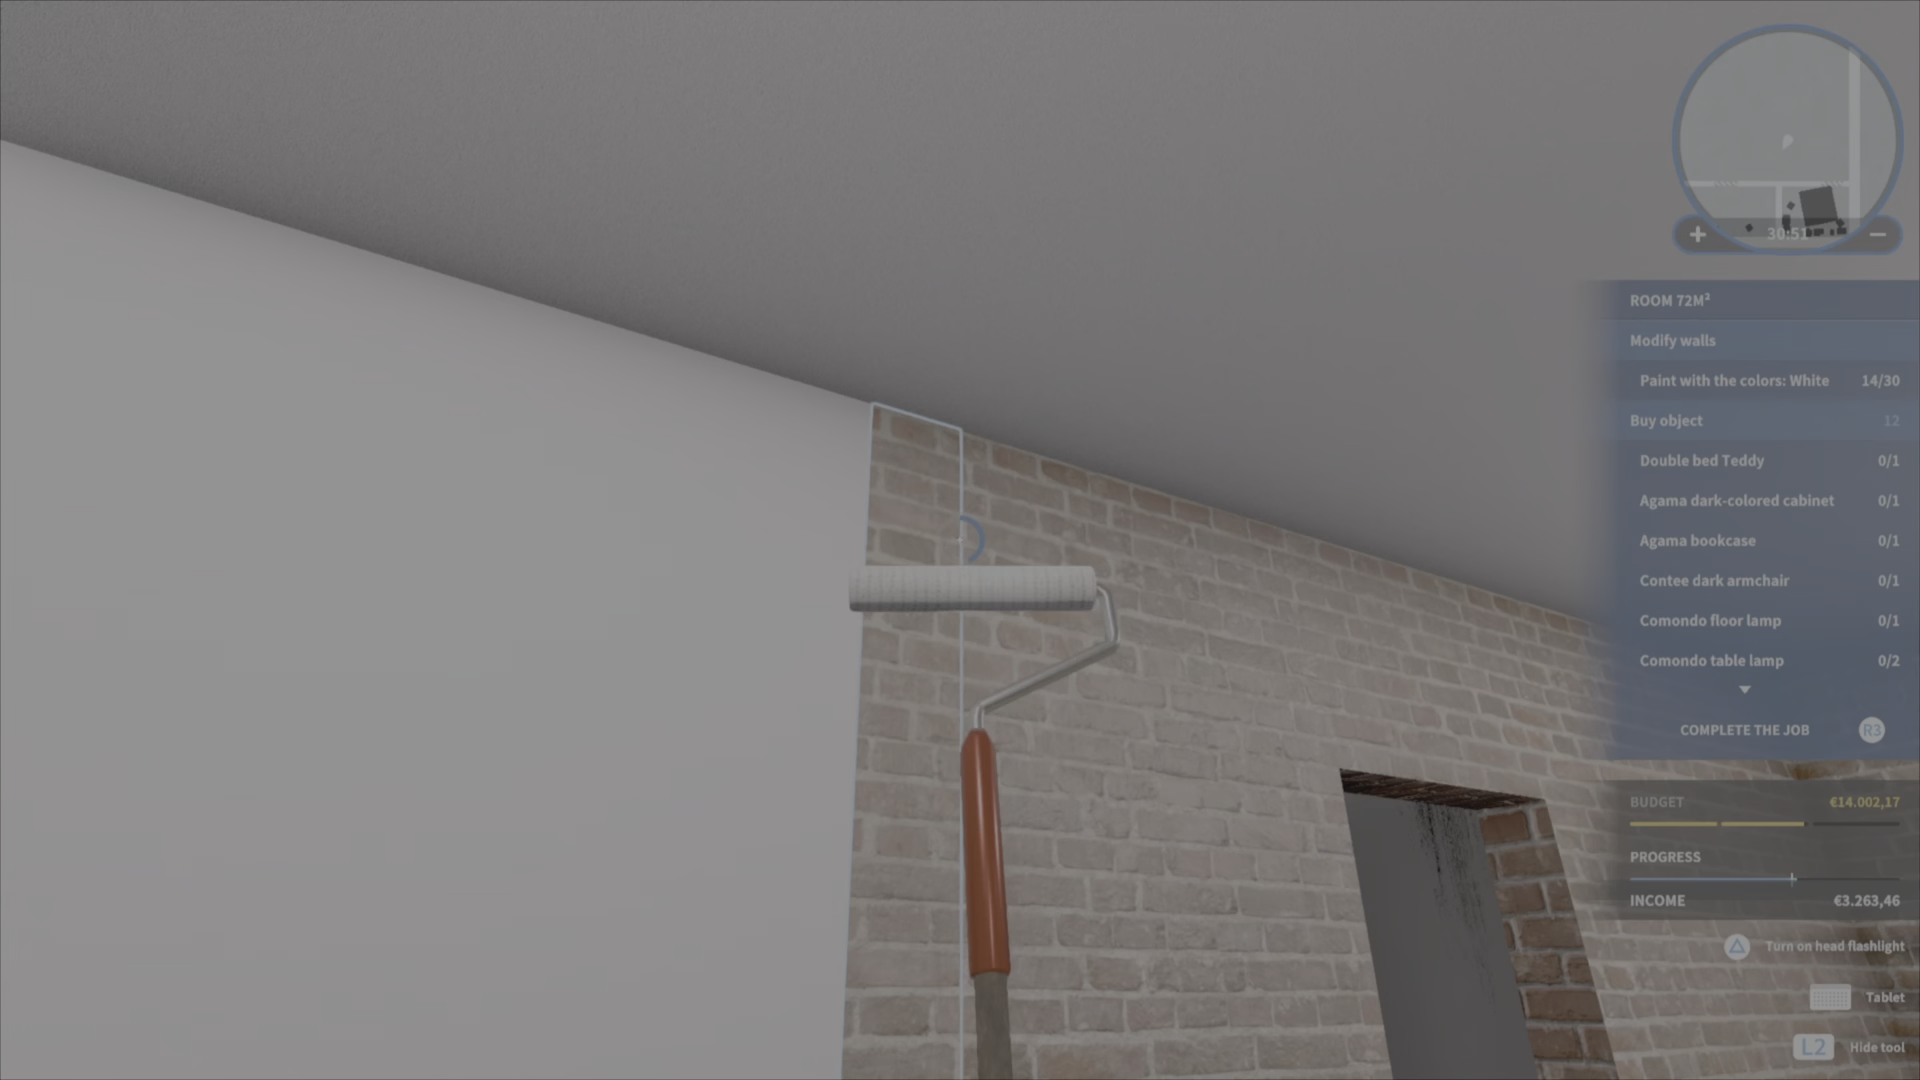 30:51
ROOM 72M²
Modify walls
Paint with the colors: White 14/30
Buy object 12
Double bed Teddy 0/1
Agama dark-colored cabinet 0/1
Agama bookcase 0/1
Contee dark armchair 0/1
Comondo floor lamp 0/1
Comondo table lamp 0/2
COMPLETE THE JOB R3
BUDGET €14.002,17
PROGRESS
INCOME €3.263,46
Turn on head flashlight
Tablet
L2 Hide tool